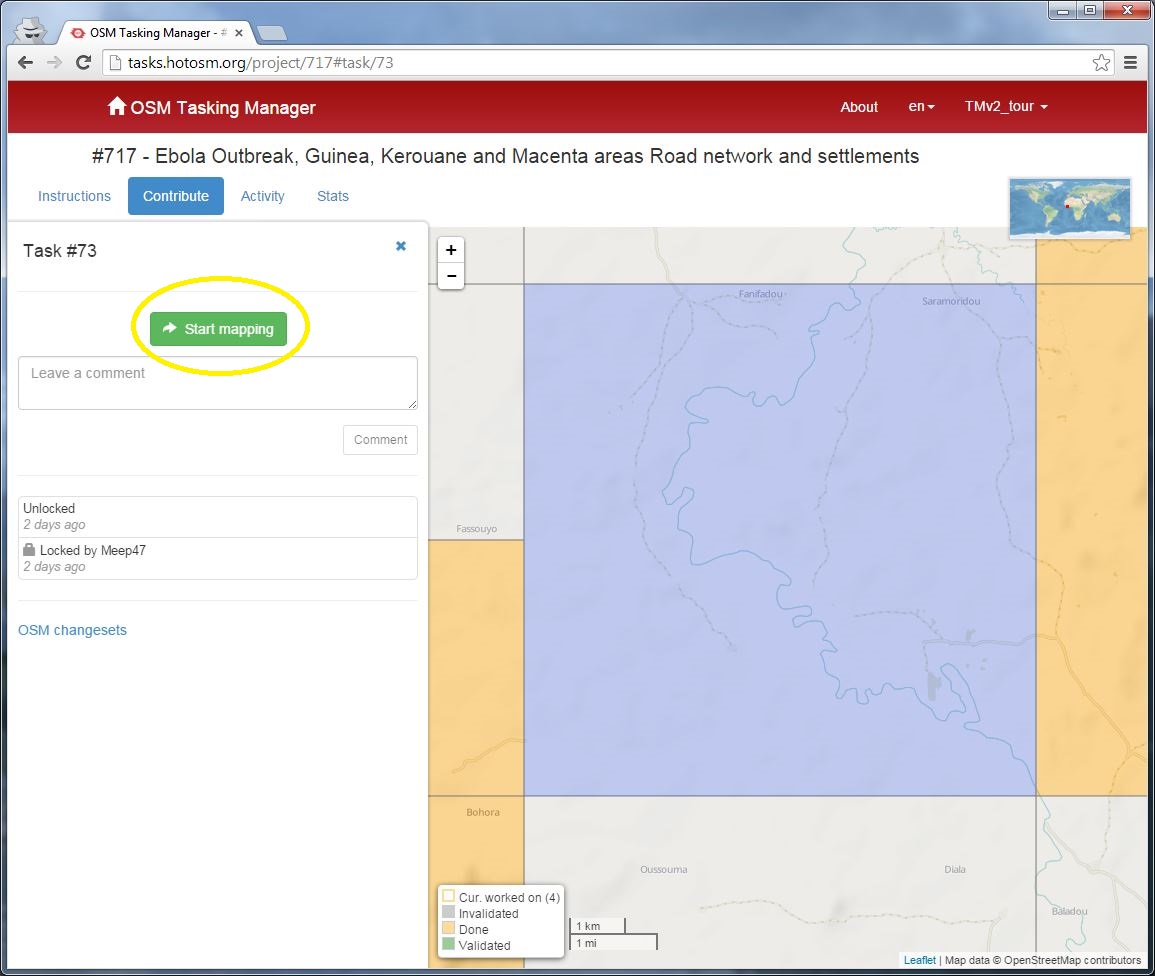 OSM Tasking Manager - #
tasks.hotosm.org/project/717#task/73
OSM Tasking Manager
About
en
TMv2_tour
#717 - Ebola Outbreak, Guinea, Kerouane and Macenta areas Road network and settlements
Instructions
Contribute
Activity
Stats
Task #73
Start mapping
Leave a comment
Comment
Unlocked
2 days ago
Locked by Meep47
2 days ago
OSM changesets
+
−
Fanifadou
Saramoridou
Fassouyo
Bohora
Oussouma
Diala
Baladou
Cur. worked on (4)
Invalidated
Done
Validated
1 km
1 mi
Leaflet | Map data © OpenStreetMap contributors